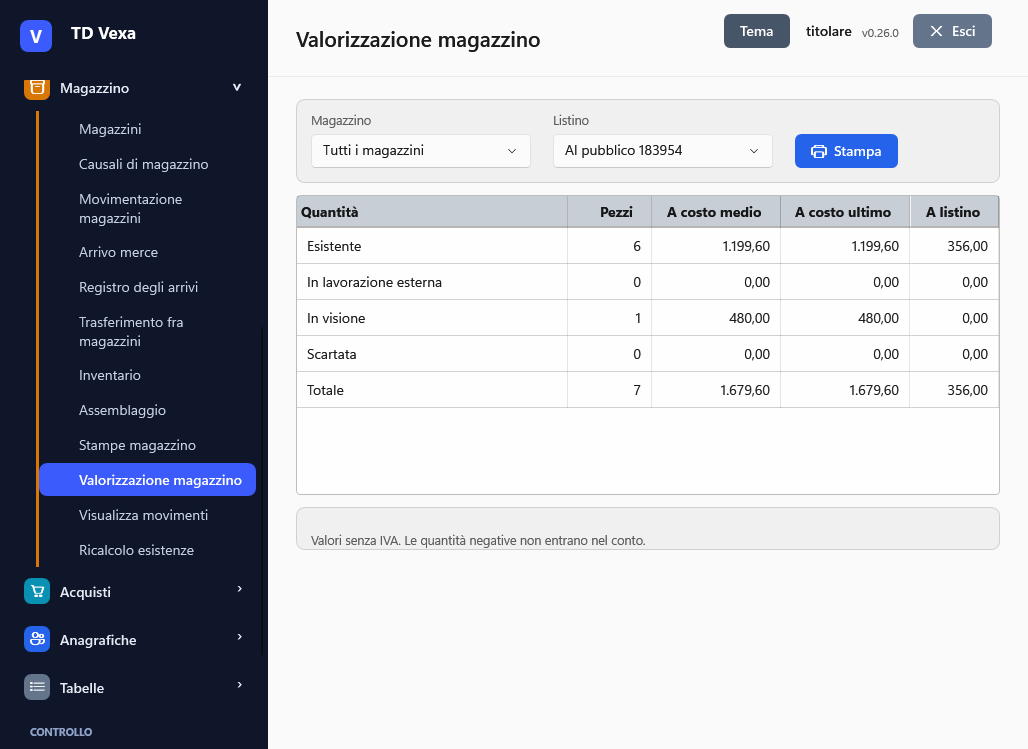 V TD Vexa
Magazzino
Magazzini
Causali di magazzino
Movimentazione
magazzini
Arrivo merce
Registro degli arrivi
Trasferimento fra
magazzini
Inventario
Assemblaggio
Stampe magazzino
Valorizzazione magazzino
Visualizza movimenti
Ricalcolo esistenze
Acquisti
Anagrafiche
Tabelle
CONTROLLO
Valorizzazione magazzino
Tema titolare v0.26.0 Esci
Magazzino Listino
Tutti i magazzini Al pubblico 183954 Stampa
Quantità Pezzi A costo medio A costo ultimo A listino
Esistente 6 1.199,60 1.199,60 356,00
In lavorazione esterna 0 0,00 0,00 0,00
In visione 1 480,00 480,00 0,00
Scartata 0 0,00 0,00 0,00
Totale 7 1.679,60 1.679,60 356,00
Valori senza IVA. Le quantità negative non entrano nel conto.